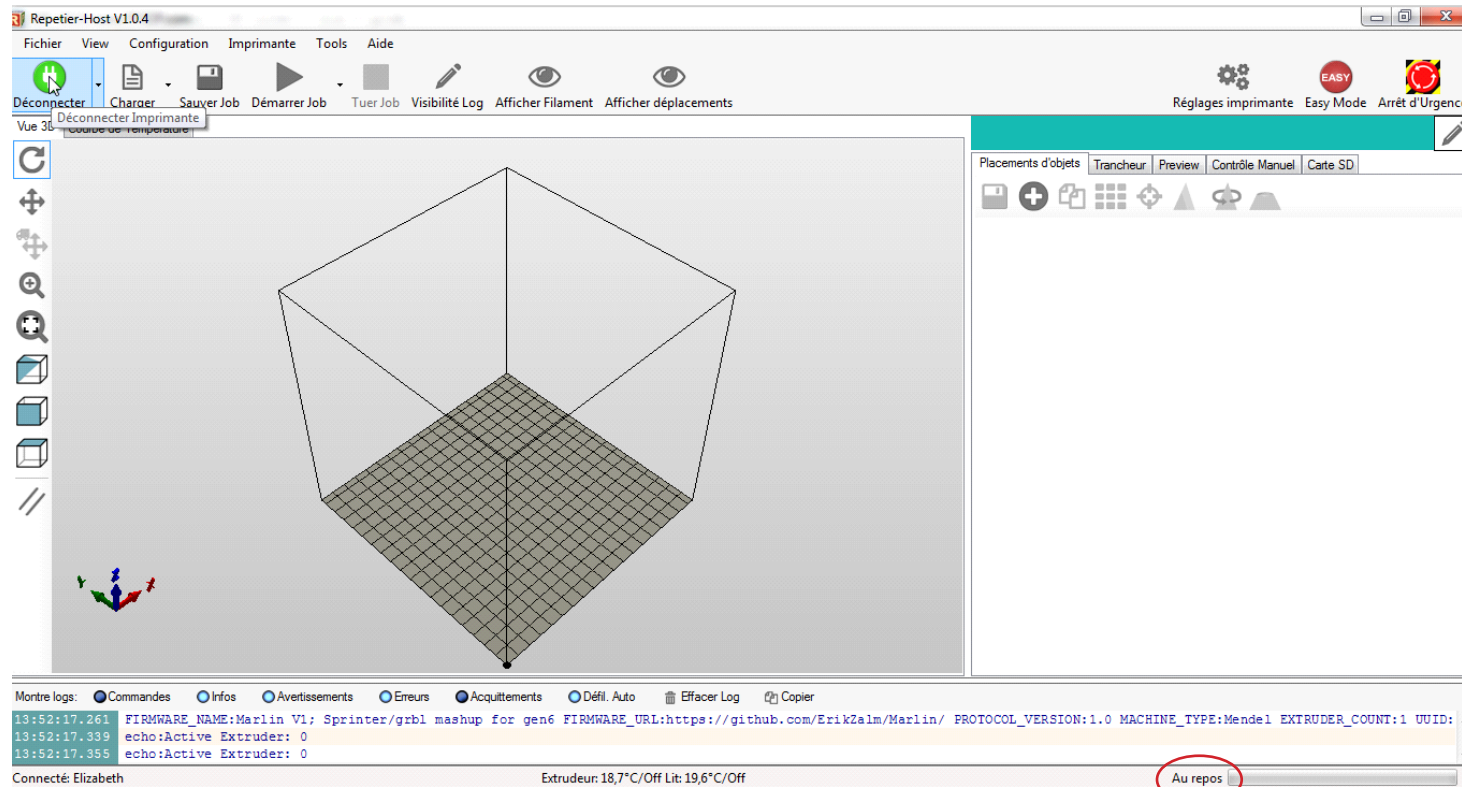 Repetier-Host V1.0.4
Fichier View Configuration Imprimante Tools Aide
EASY
Déconnecter Charger Sauver Job Démarrer Job Tuer Job Visibilité Log Afficher Filament Afficher déplacements Réglages imprimante Easy Mode Arrêt d'Urgence
Déconnecter Imprimante
Vue 3D Courbe de Température
Placements d'objets Trancheur Preview Contrôle Manuel Carte SD
Y Z X
Montre logs: Commandes Infos Avertissements Erreurs Acquittements Défil. Auto Effacer Log Copier
13:52:17.261 FIRMWARE_NAME:Marlin V1; Sprinter/grbl mashup for gen6 FIRMWARE_URL:https://github.com/ErikZalm/Marlin/ PROTOCOL_VERSION:1.0 MACHINE_TYPE:Mendel EXTRUDER_COUNT:1 UUID:
13:52:17.339 echo:Active Extruder: 0
13:52:17.355 echo:Active Extruder: 0
Connecté: Elizabeth Extrudeur: 18,7°C/Off Lit: 19,6°C/Off Au repos